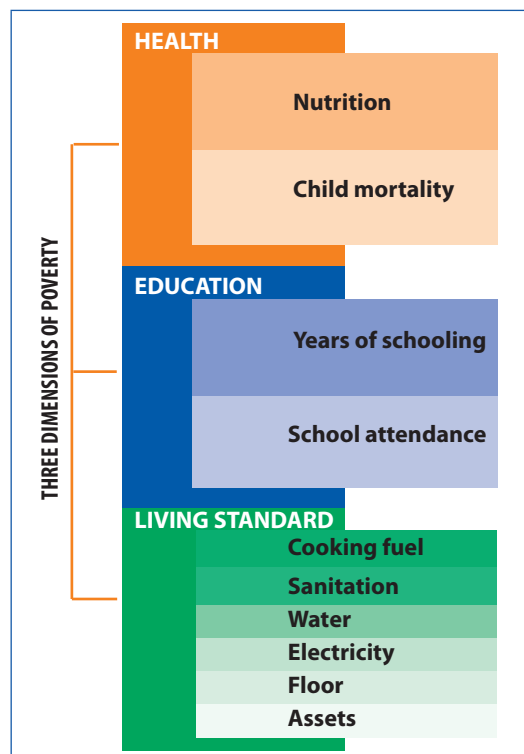 THREE DIMENSIONS OF POVERTY
HEALTH
Nutrition
Child mortality
EDUCATION
Years of schooling
School attendance
LIVING STANDARD
Cooking fuel
Sanitation
Water
Electricity
Floor
Assets